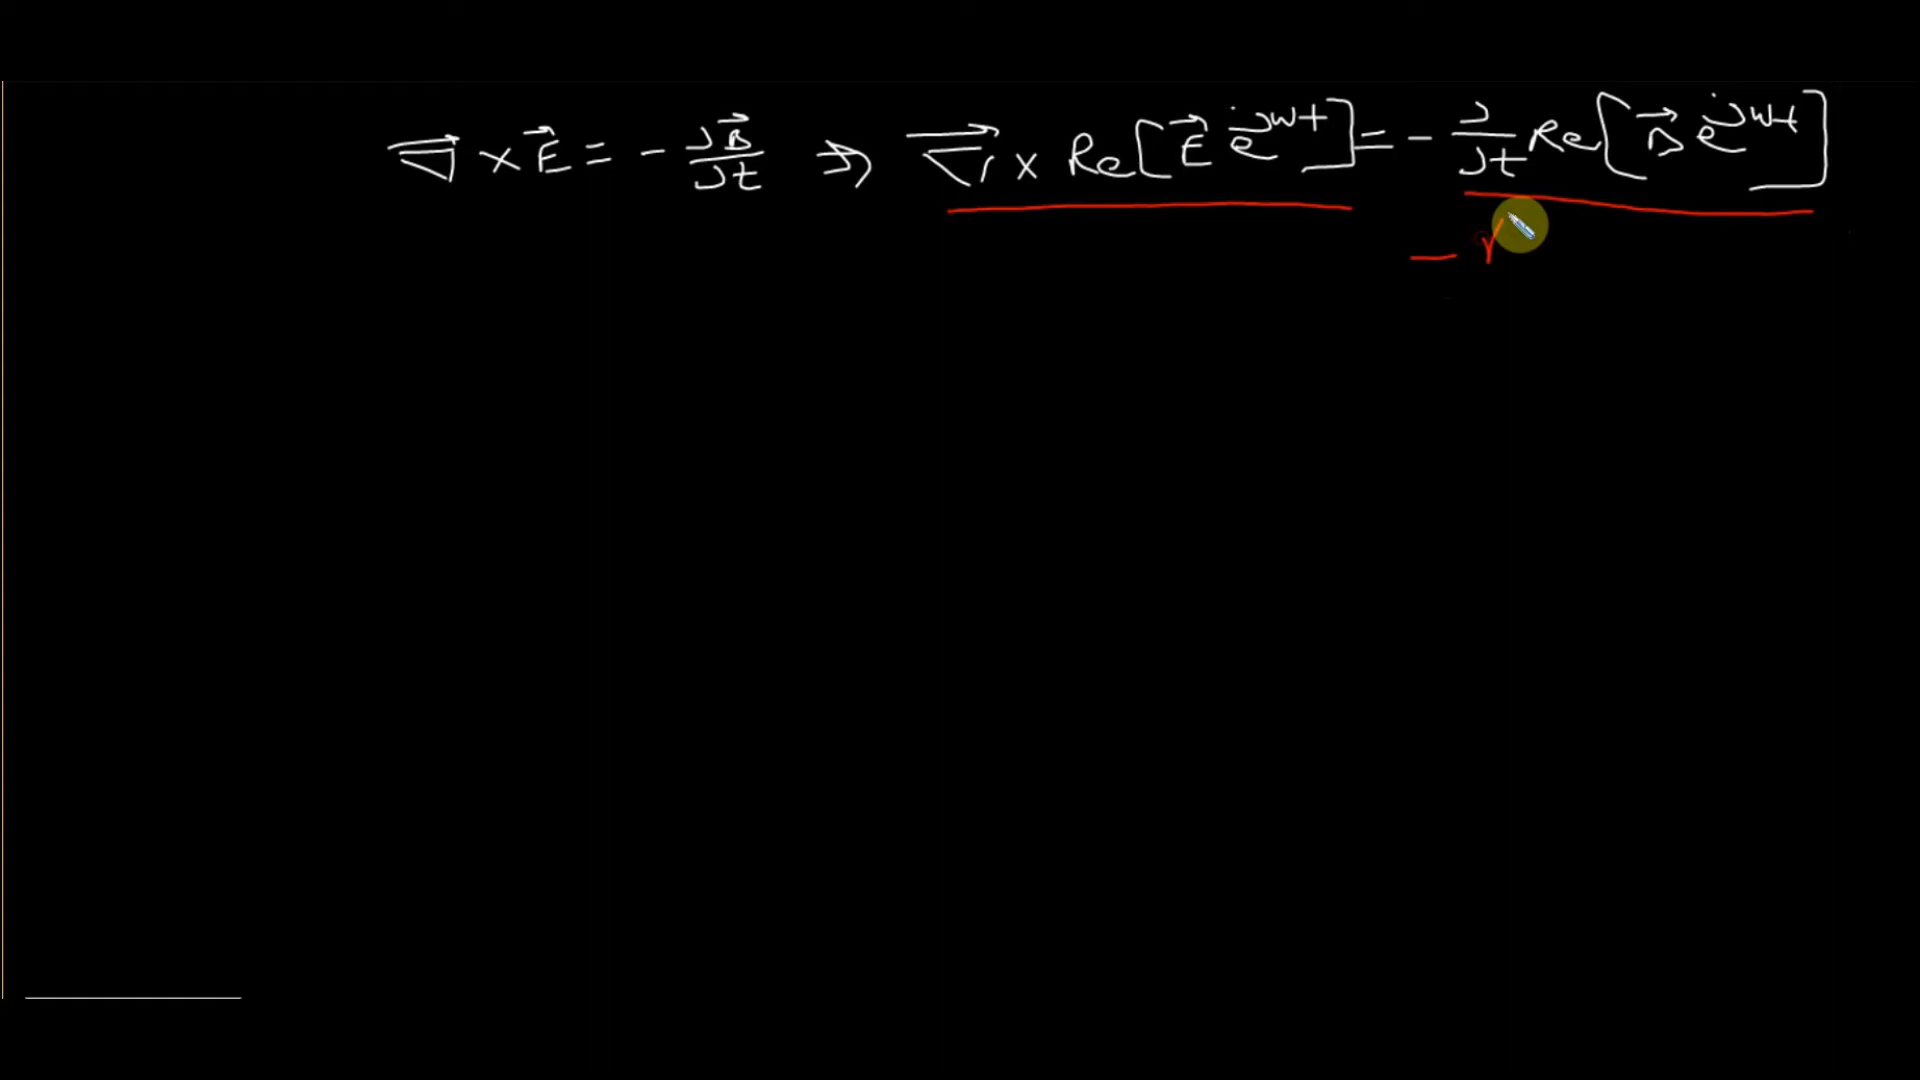 ∇⃗ × E⃗ = - ∂B⃗/∂t ⇒ ∇⃗ × Re[E⃗ e^jωt] = - ∂/∂t Re[B⃗ e^jωt]
- r